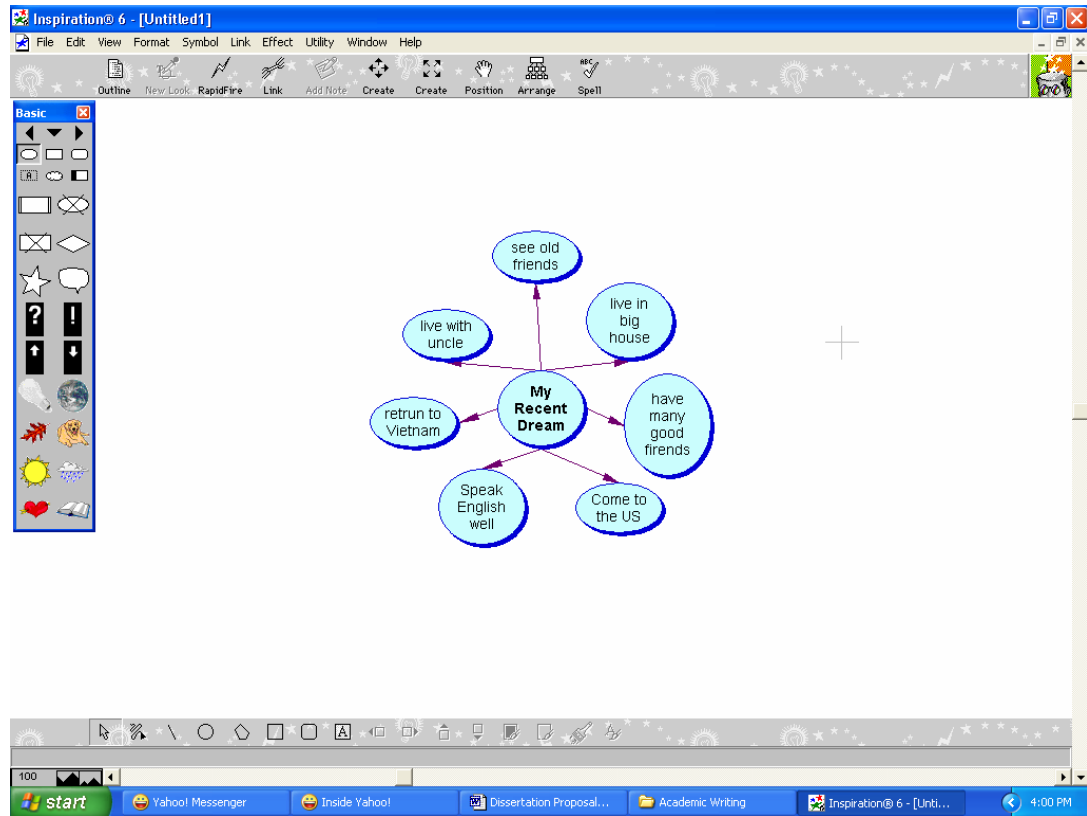 Inspiration® 6 - [Untitled1]
File Edit View Format Symbol Link Effect Utility Window Help
Outline New Look RapidFire Link Add Note Create Create Position Arrange Spell
ABC
Basic
A
? !
see old
friends
live in
big
house
live with
uncle
My
Recent
Dream
have
many
good
firends
retrun to
Vietnam
Speak
English
well
Come to
the US
A
100
start Yahoo! Messenger Inside Yahoo! Dissertation Proposal... Academic Writing Inspiration® 6 - [Unti... 4:00 PM